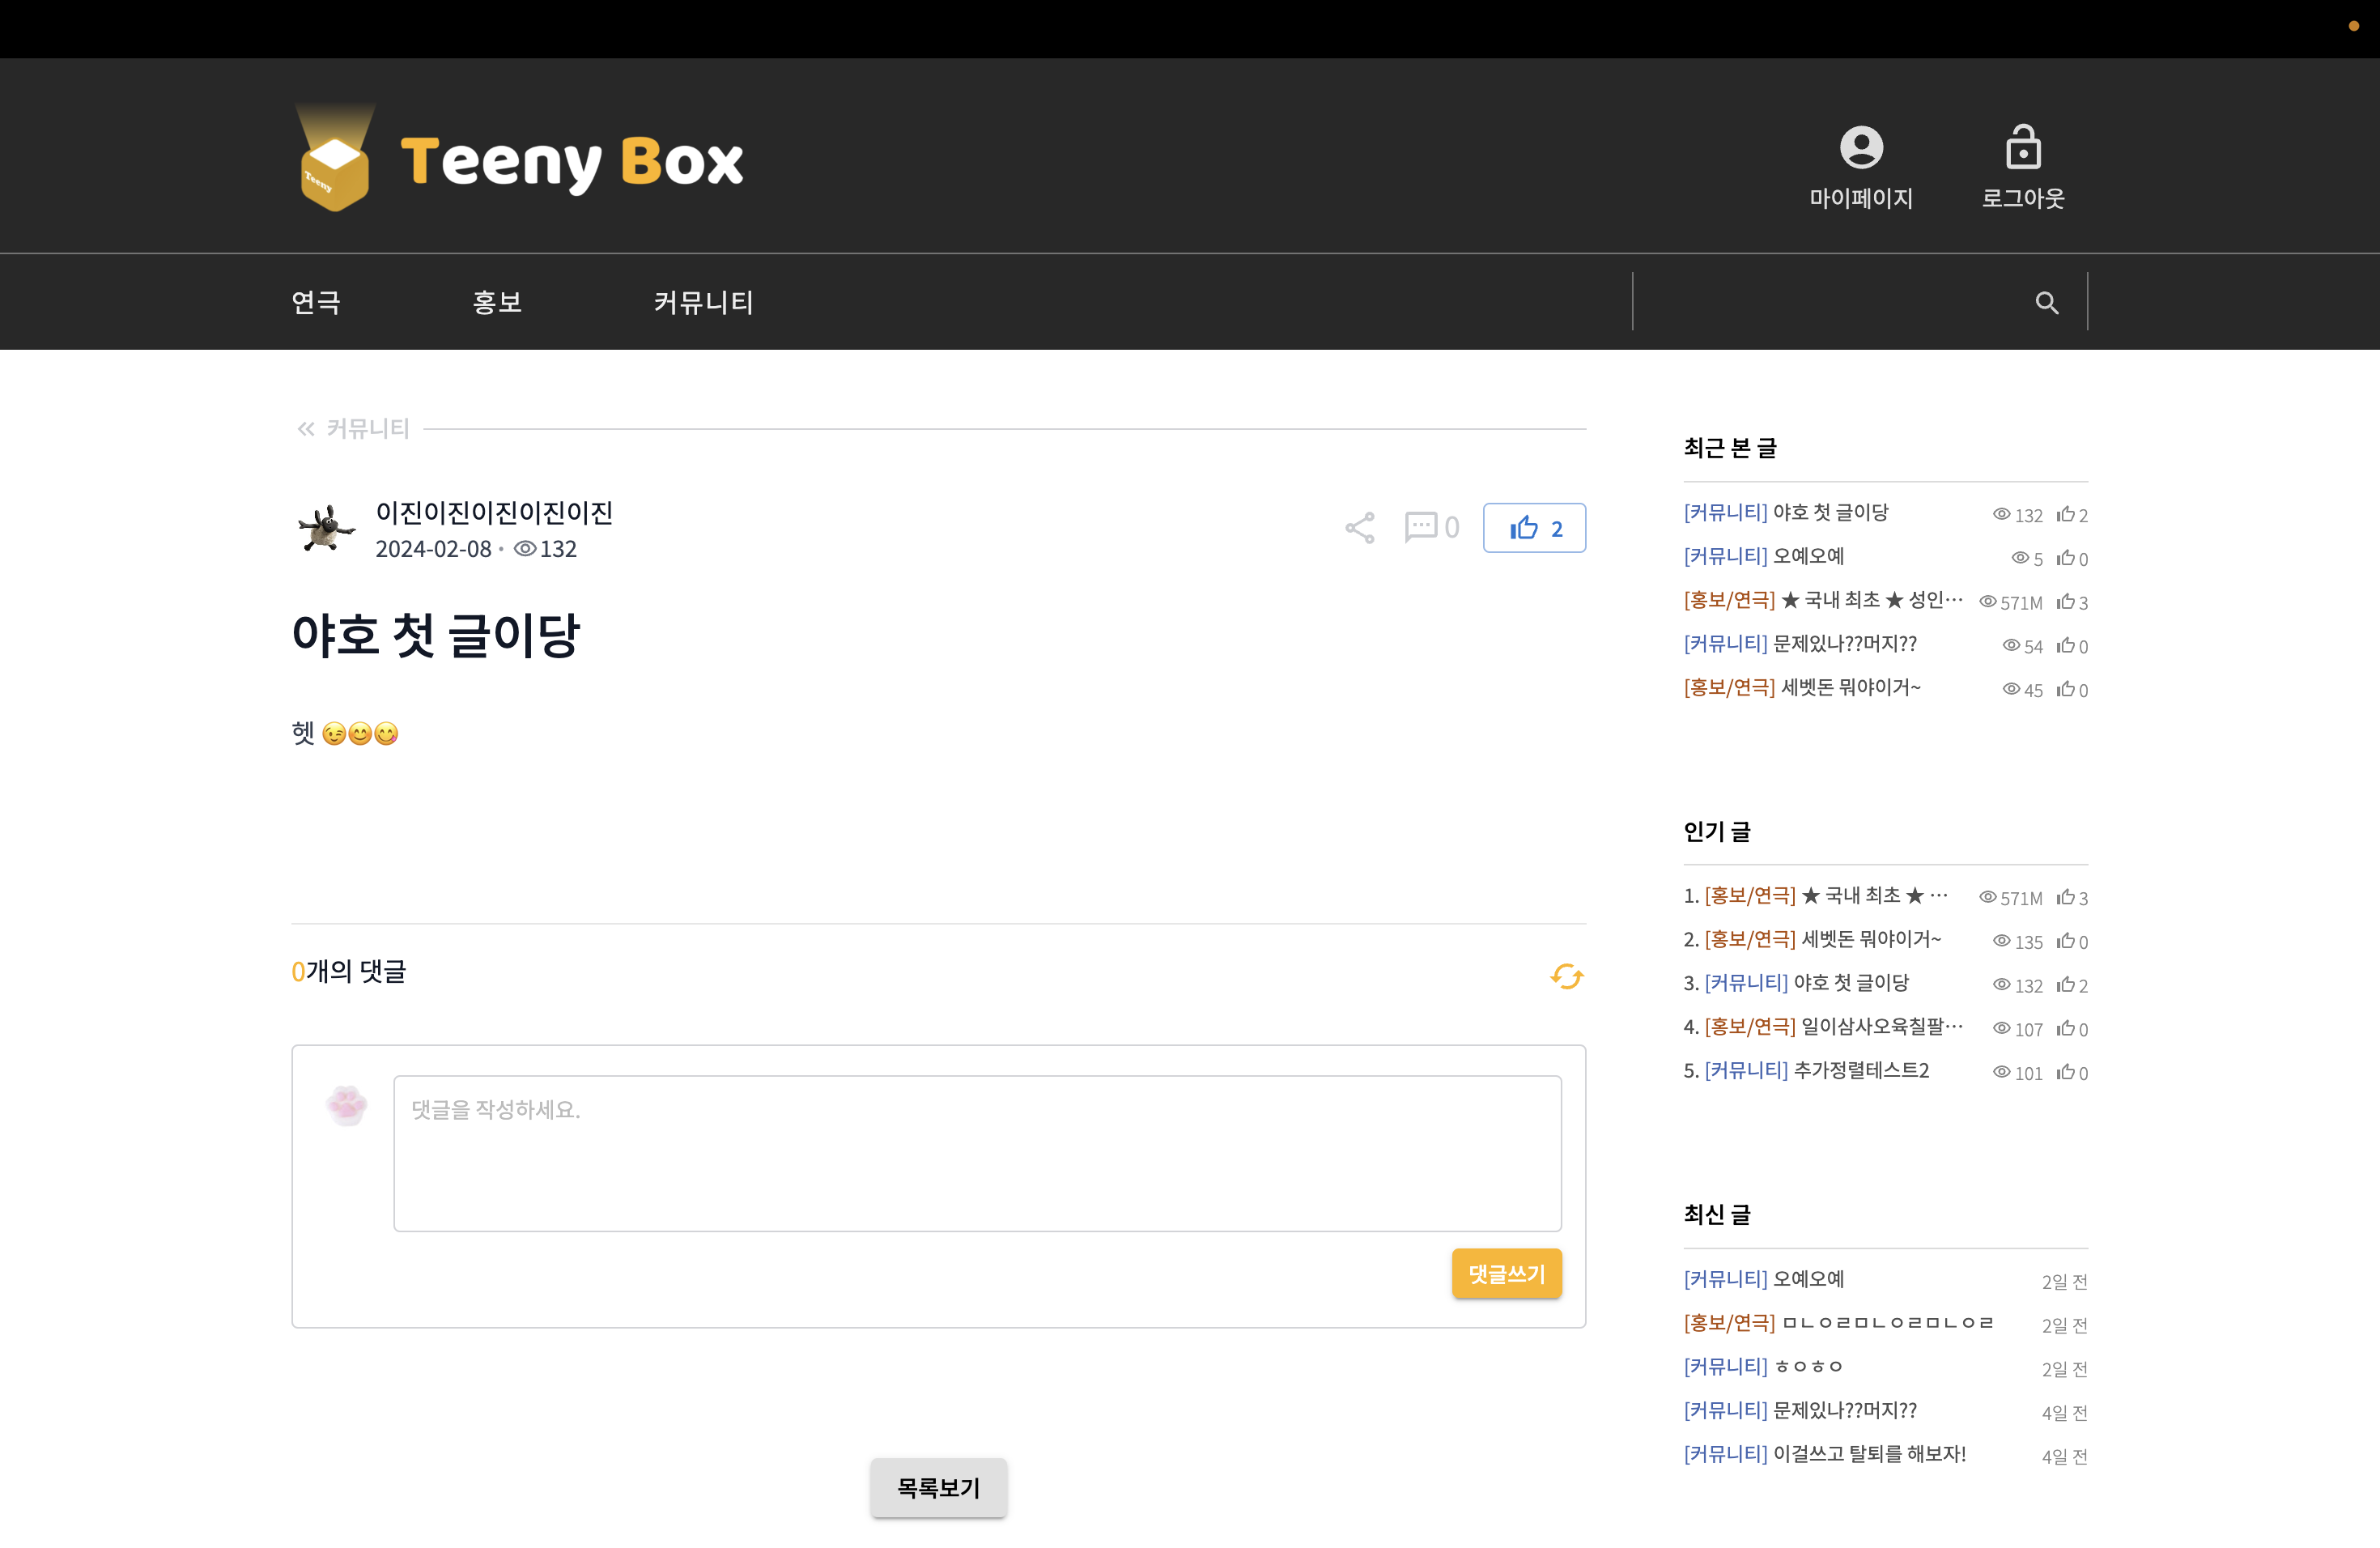 Teeny
Teeny Box
마이페이지
로그아웃
연극
홍보
커뮤니티
커뮤니티
이진이진이진이진이진
2024-02-08 · 132
0
2
야호 첫 글이당
헷 😉😊😋
0개의 댓글
댓글을 작성하세요.
댓글쓰기
목록보기
최근 본 글
[커뮤니티] 야호 첫 글이당 132 2
[커뮤니티] 오예오예 5 0
[홍보/연극] ★ 국내 최초 ★ 성인… 571M 3
[커뮤니티] 문제있나??머지?? 54 0
[홍보/연극] 세벳돈 뭐야이거~ 45 0
인기 글
1. [홍보/연극] ★ 국내 최초 ★ … 571M 3
2. [홍보/연극] 세벳돈 뭐야이거~ 135 0
3. [커뮤니티] 야호 첫 글이당 132 2
4. [홍보/연극] 일이삼사오육칠팔… 107 0
5. [커뮤니티] 추가정렬테스트2 101 0
최신 글
[커뮤니티] 오예오예 2일 전
[홍보/연극] ㅁㄴㅇㄹㅁㄴㅇㄹㅁㄴㅇㄹ 2일 전
[커뮤니티] ㅎㅇㅎㅇ 2일 전
[커뮤니티] 문제있나??머지?? 4일 전
[커뮤니티] 이걸쓰고 탈퇴를 해보자! 4일 전